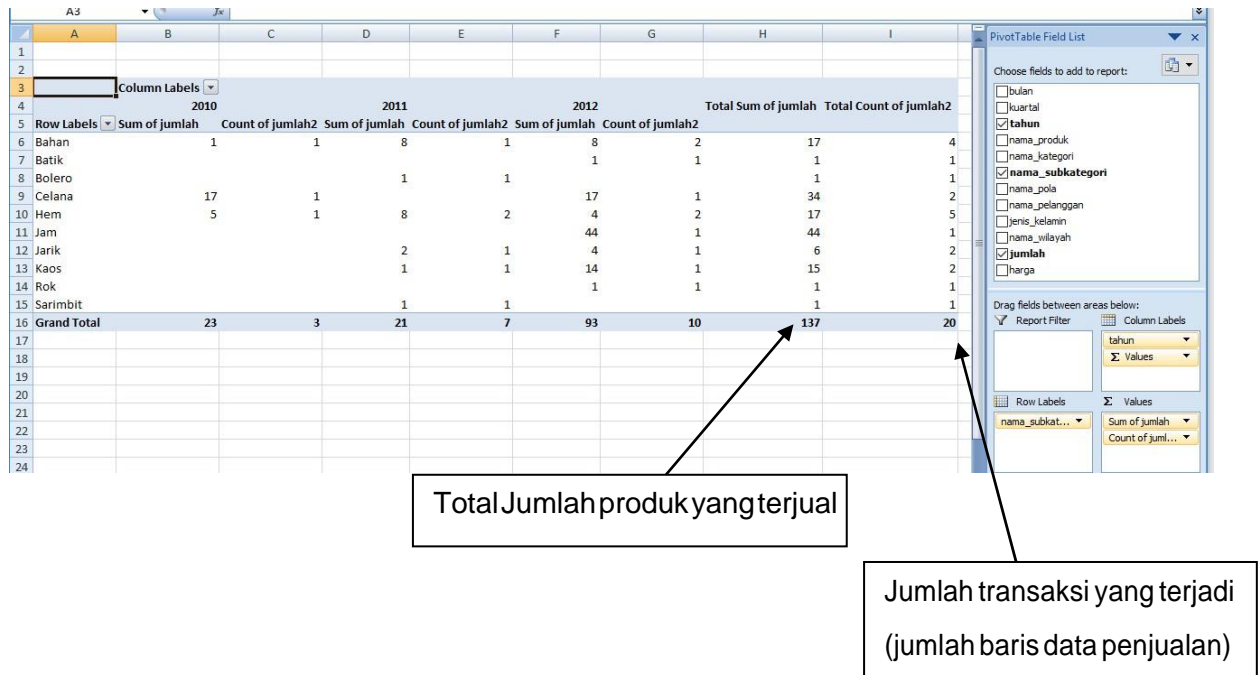 A3 fx
A B C D E F G H I
PivotTable Field List
1
2
Choose fields to add to report:
3 Column Labels
4 2010 2011 2012 Total Sum of jumlah Total Count of jumlah2
5 Row Labels Sum of jumlah Count of jumlah2 Sum of jumlah Count of jumlah2 Sum of jumlah Count of jumlah2
6 Bahan 1 1 8 1 8 2 17 4
7 Batik 1 1 1 1
8 Bolero 1 1 1 1
9 Celana 17 1 17 1 34 2
10 Hem 5 1 8 2 4 2 17 5
11 Jam 44 1 44 1
12 Jarik 2 1 4 1 6 2
13 Kaos 1 1 14 1 15 2
14 Rok 1 1 1 1
15 Sarimbit 1 1 1 1
16 Grand Total 23 3 21 7 93 10 137 20
17
18
19
20
21
22
23
24
bulan
kuartal
tahun
nama_produk
nama_kategori
nama_subkategori
nama_pola
nama_pelanggan
jenis_kelamin
nama_wilayah
jumlah
harga
Drag fields between areas below:
Report Filter Column Labels
tahun
Σ Values
Row Labels Σ Values
nama_subkat... Sum of jumlah
Count of juml...
Total Jumlah produk yang terjual
Jumlah transaksi yang terjadi
(jumlah baris data penjualan)